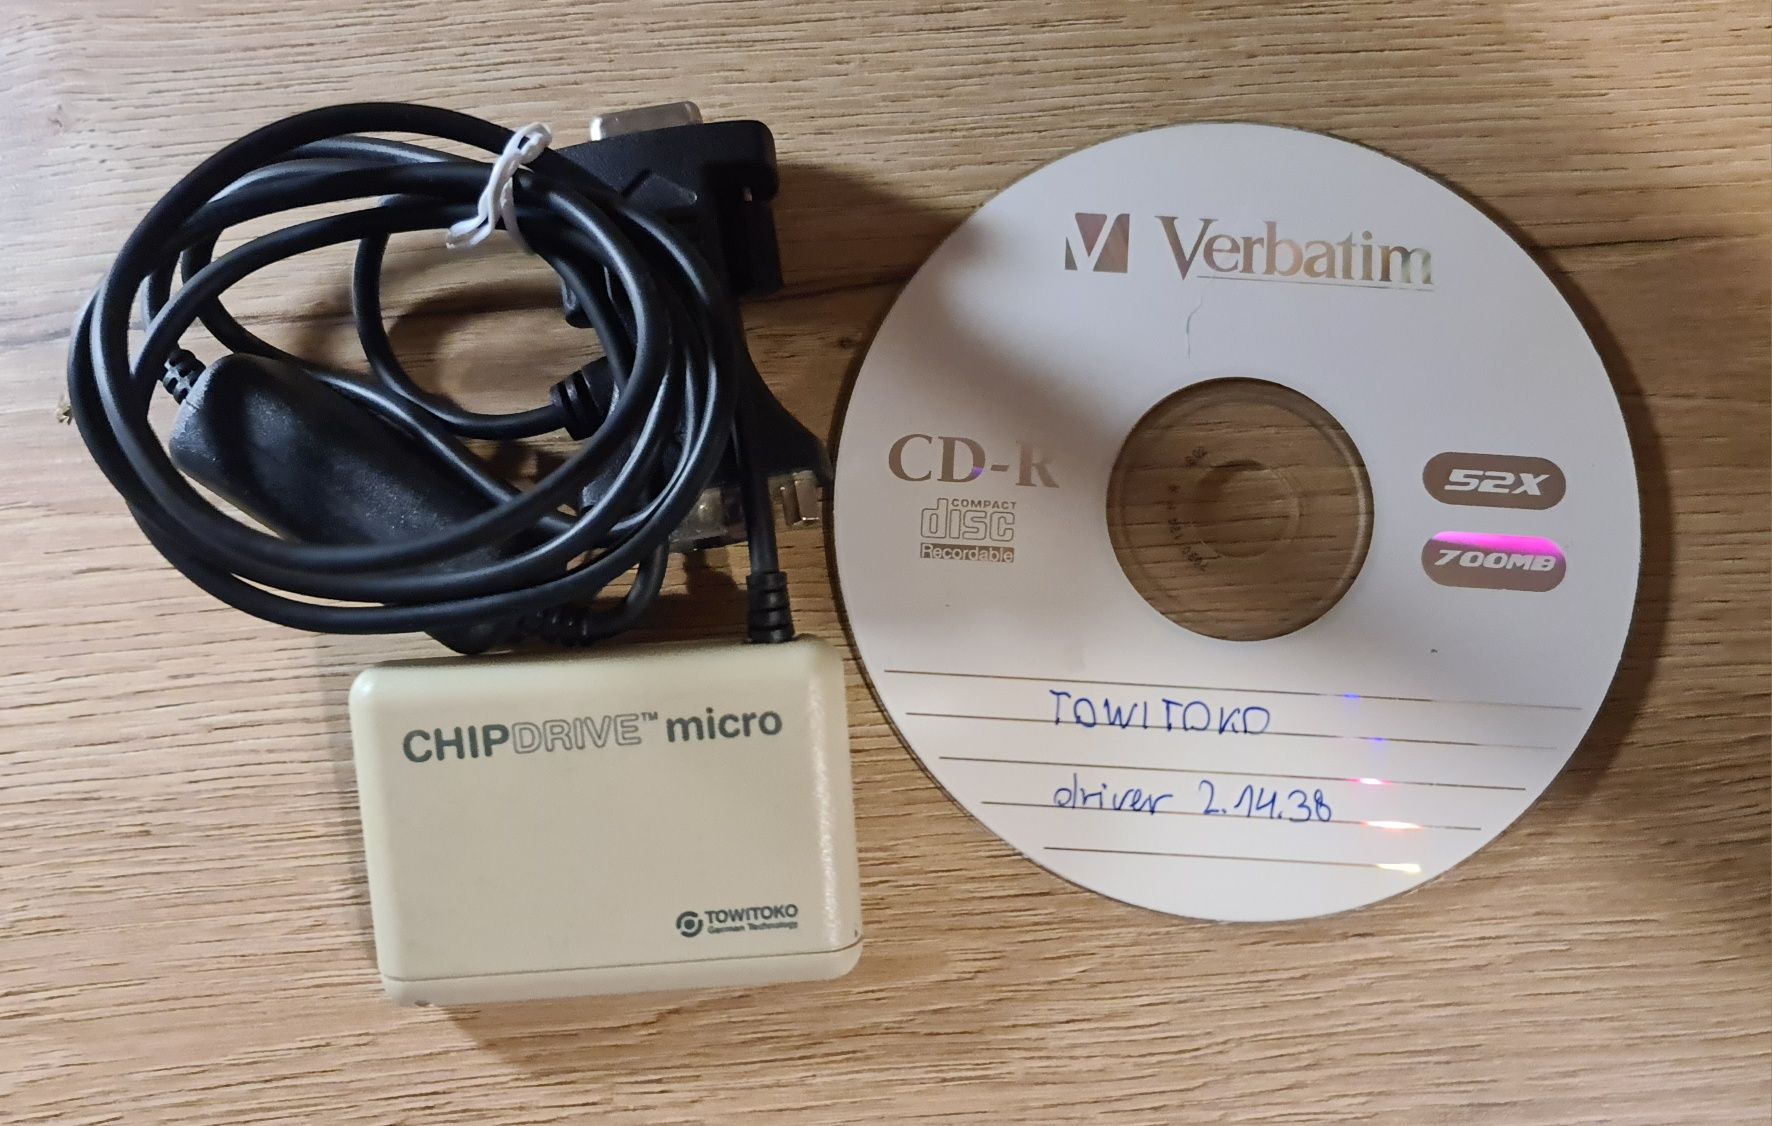 CHIPDRIVE™ micro
TOWITOKO
German Technology
Verbatim
CD-R
COMPACT
disc
Recordable
52X
700MB
TOWITOKO
driver 2.14.38